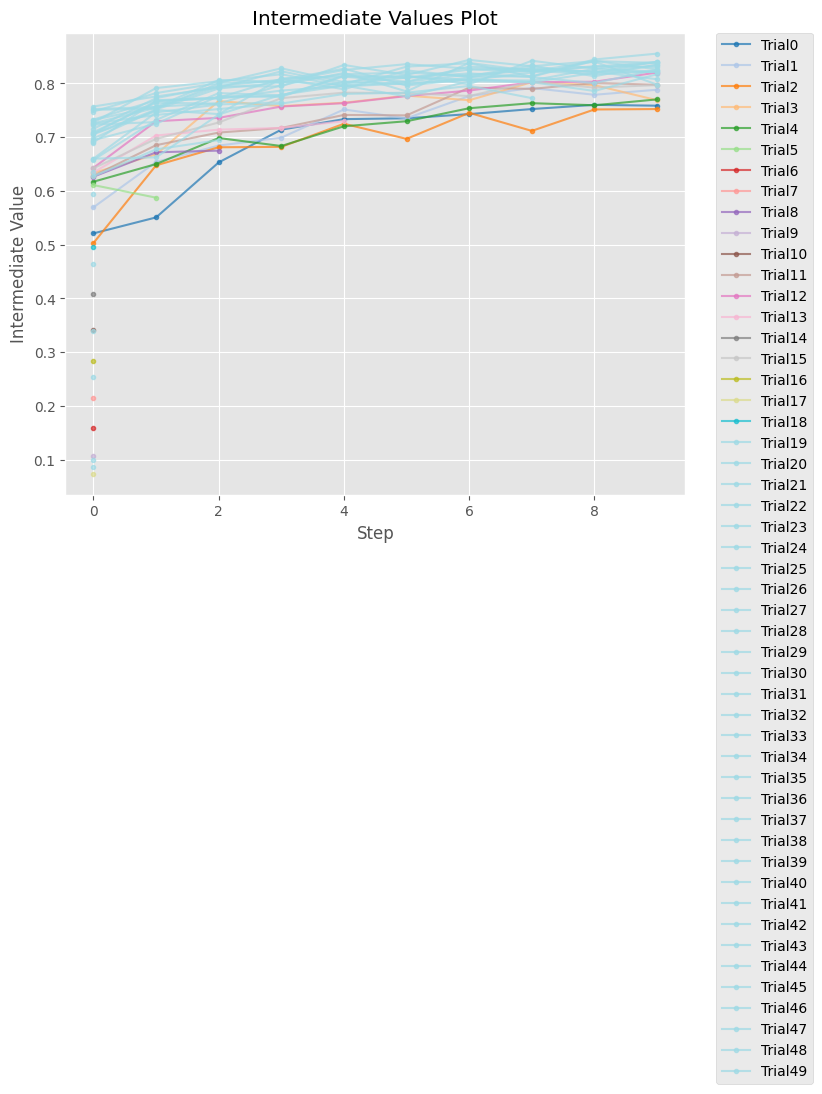 Intermediate Values Plot
Intermediate Value
0.8
0.7
0.6
0.5
0.4
0.3
0.2
0.1
0 2 4 6 8
Step
Trial0
Trial1
Trial2
Trial3
Trial4
Trial5
Trial6
Trial7
Trial8
Trial9
Trial10
Trial11
Trial12
Trial13
Trial14
Trial15
Trial16
Trial17
Trial18
Trial19
Trial20
Trial21
Trial22
Trial23
Trial24
Trial25
Trial26
Trial27
Trial28
Trial29
Trial30
Trial31
Trial32
Trial33
Trial34
Trial35
Trial36
Trial37
Trial38
Trial39
Trial40
Trial41
Trial42
Trial43
Trial44
Trial45
Trial46
Trial47
Trial48
Trial49